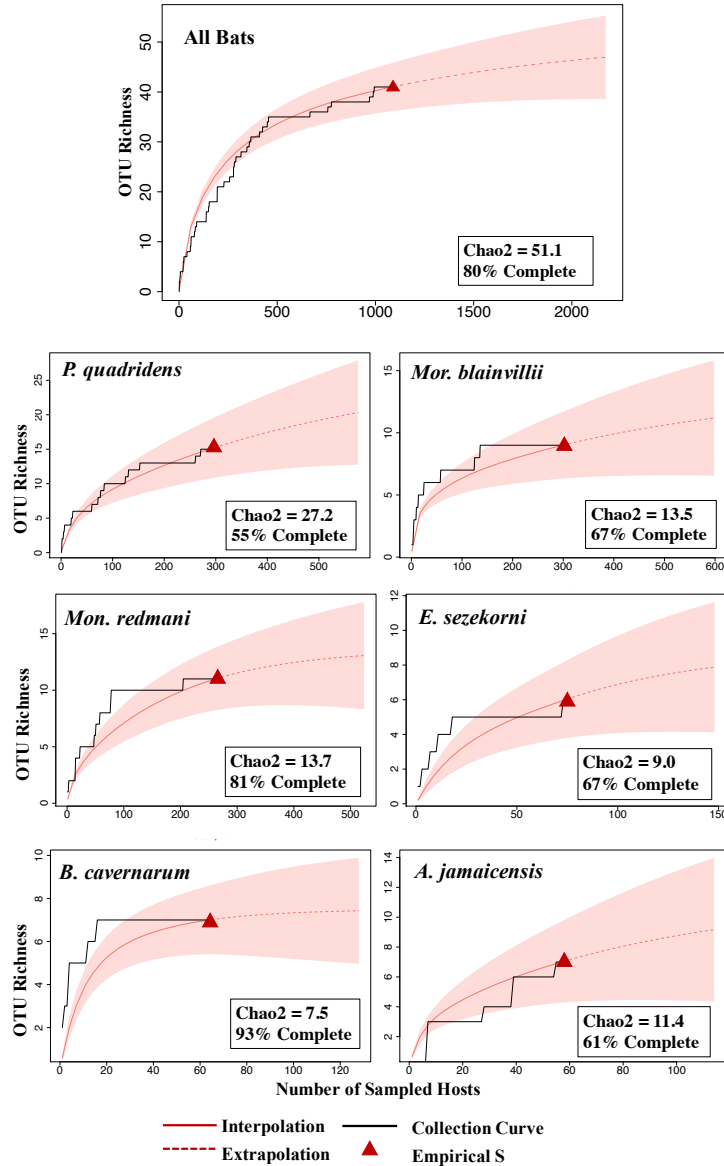 All Bats
OTU Richness
0 10 20 30 40 50
Chao2 = 51.1
80% Complete
0 500 1000 1500 2000
P. quadridens
OTU Richness
0 5 10 15 20 25
Chao2 = 27.2
55% Complete
0 100 200 300 400 500
Mor. blainvillii
0 5 10 15
Chao2 = 13.5
67% Complete
0 100 200 300 400 500 600
Mon. redmani
OTU Richness
0 5 10 15
Chao2 = 13.7
81% Complete
0 100 200 300 400 500
E. sezekorni
0 2 4 6 8 10 12
Chao2 = 9.0
67% Complete
0 50 100 150
B. cavernarum
OTU Richness
2 4 6 8 10
Chao2 = 7.5
93% Complete
0 20 40 60 80 100 120
A. jamaicensis
2 4 6 8 10 12 14
Chao2 = 11.4
61% Complete
0 20 40 60 80 100
Number of Sampled Hosts
Interpolation
Collection Curve
Extrapolation
Empirical S